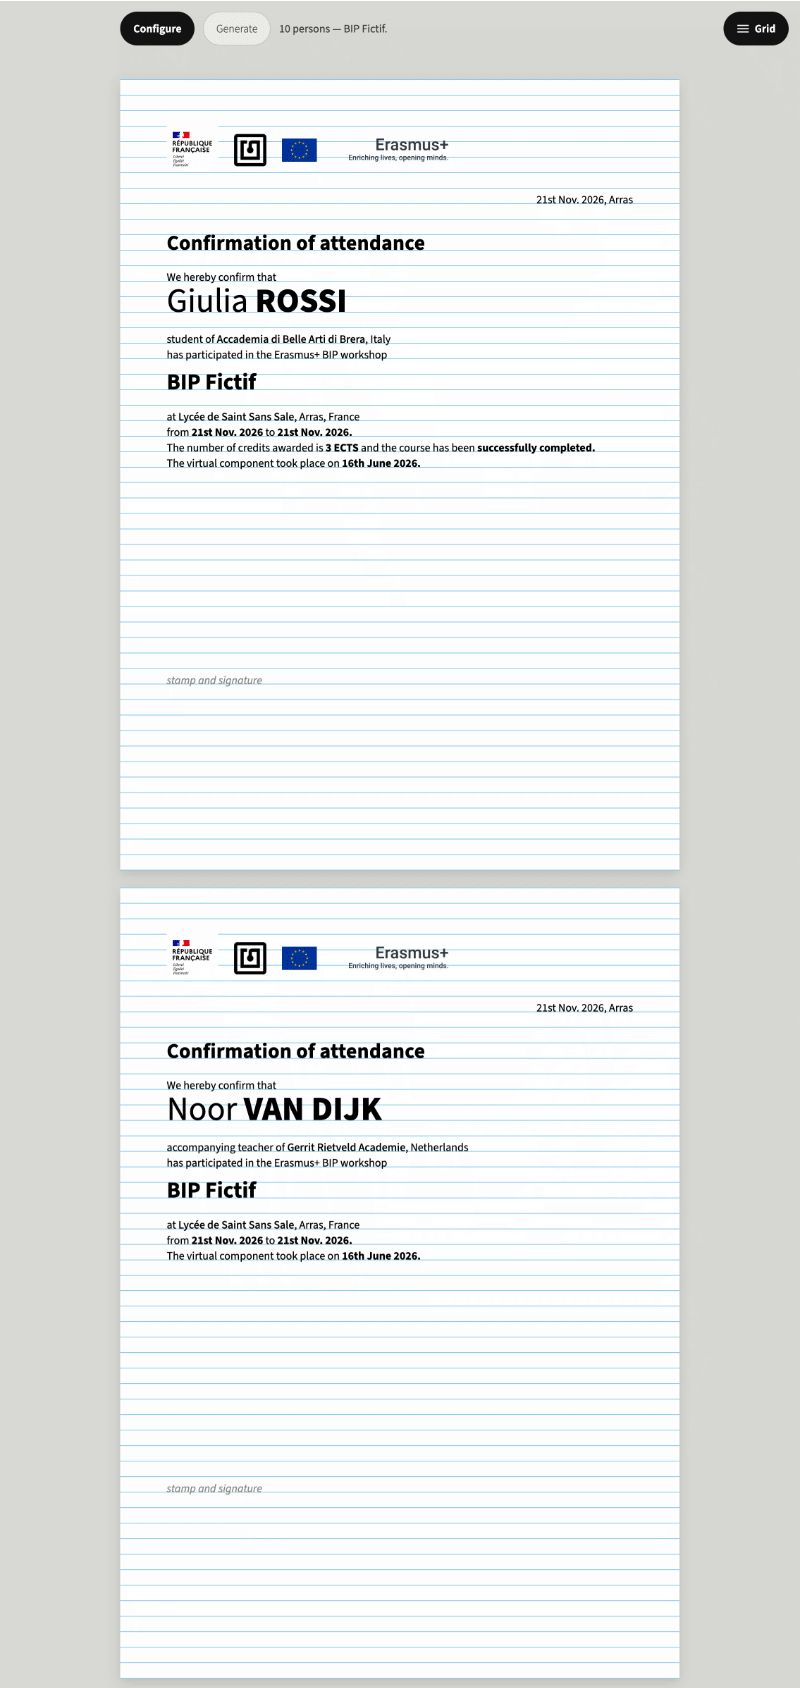 Configure
Generate
10 persons — BIP Fictif.
Grid
RÉPUBLIQUE
FRANÇAISE
Liberté
Égalité
Fraternité
Erasmus+
Enriching lives, opening minds.
21st Nov. 2026, Arras
Confirmation of attendance
We hereby confirm that
Giulia ROSSI
student of Accademia di Belle Arti di Brera, Italy
has participated in the Erasmus+ BIP workshop
BIP Fictif
at Lycée de Saint Sans Sale, Arras, France
from 21st Nov. 2026 to 21st Nov. 2026.
The number of credits awarded is 3 ECTS and the course has been successfully completed.
The virtual component took place on 16th June 2026.
stamp and signature
RÉPUBLIQUE
FRANÇAISE
Liberté
Égalité
Fraternité
Erasmus+
Enriching lives, opening minds.
21st Nov. 2026, Arras
Confirmation of attendance
We hereby confirm that
Noor VAN DIJK
accompanying teacher of Gerrit Rietveld Academie, Netherlands
has participated in the Erasmus+ BIP workshop
BIP Fictif
at Lycée de Saint Sans Sale, Arras, France
from 21st Nov. 2026 to 21st Nov. 2026.
The virtual component took place on 16th June 2026.
stamp and signature